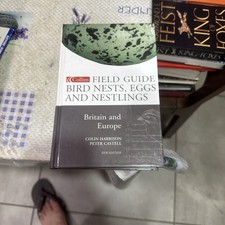 Collins FIELD GUIDE
BIRD NESTS, EGGS
AND NESTLINGS
Britain and
Europe
COLIN HARRISON
PETER CASTELL
FEIST
KING
FOXES